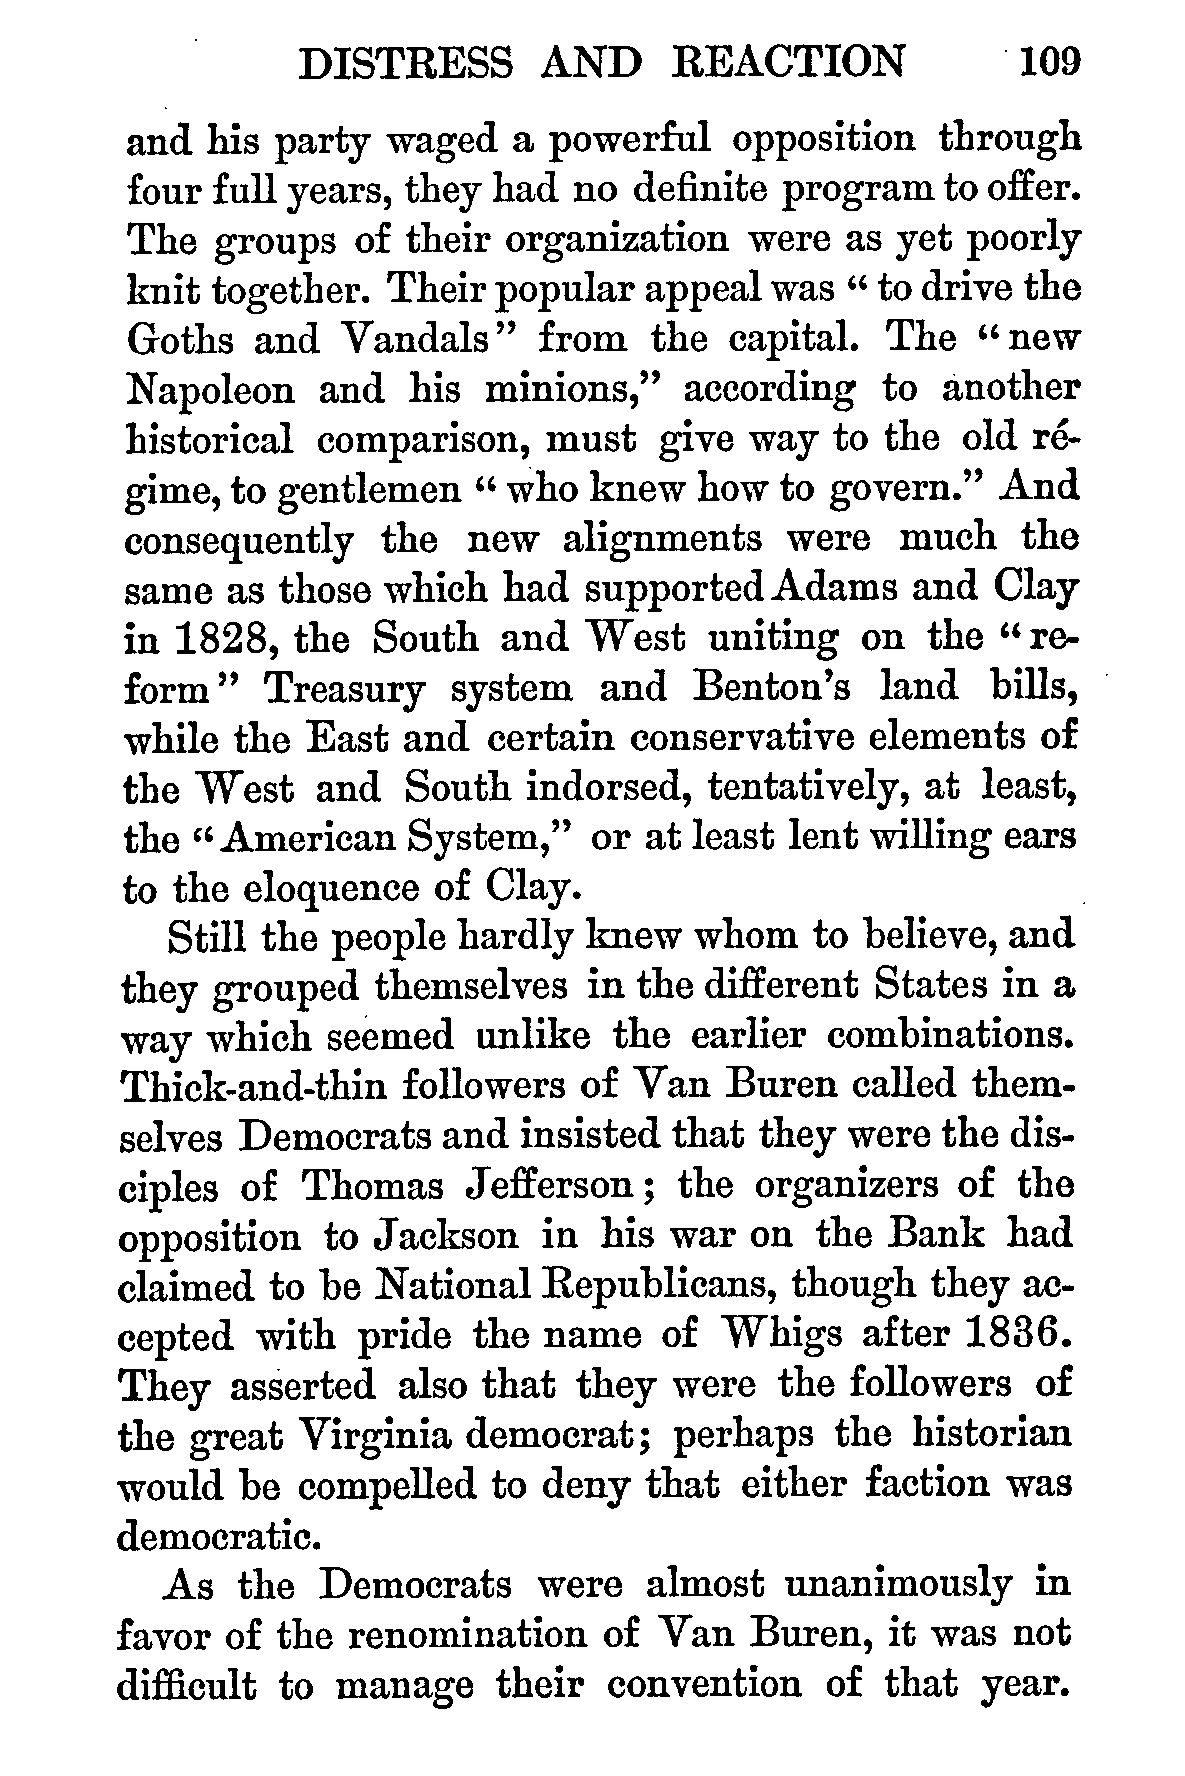 DISTRESS AND REACTION 109
and his party waged a powerful opposition through
four full years, they had no definite program to offer.
The groups of their organization were as yet poorly
knit together. Their popular appeal was “ to drive the
Goths and Vandals” from the capital. The “ new
Napoleon and his minions,” according to another
historical comparison, must give way to the old ré-
gime, to gentlemen “ who knew how to govern.” And
consequently the new alignments were much the
same as those which had supported Adams and Clay
in 1828, the South and West uniting on the “ re-
form ” Treasury system and Benton's land bills,
while the East and certain conservative elements of
the West and South indorsed, tentatively, at least,
the “ American System,” or at least lent willing ears
to the eloquence of Clay.
Still the people hardly knew whom to believe, and
they grouped themselves in the different States in a
way which seemed unlike the earlier combinations.
Thick-and-thin followers of Van Buren called them-
selves Democrats and insisted that they were the dis-
ciples of Thomas Jefferson ; the organizers of the
opposition to Jackson in his war on the Bank had
claimed to be National Republicans, though they ac-
cepted with pride the name of Whigs after 1836.
They asserted also that they were the followers of
the great Virginia democrat; perhaps the historian
would be compelled to deny that either faction was
democratic.
As the Democrats were almost unanimously in
favor of the renomination of Van Buren, it was not
difficult to manage their convention of that year.